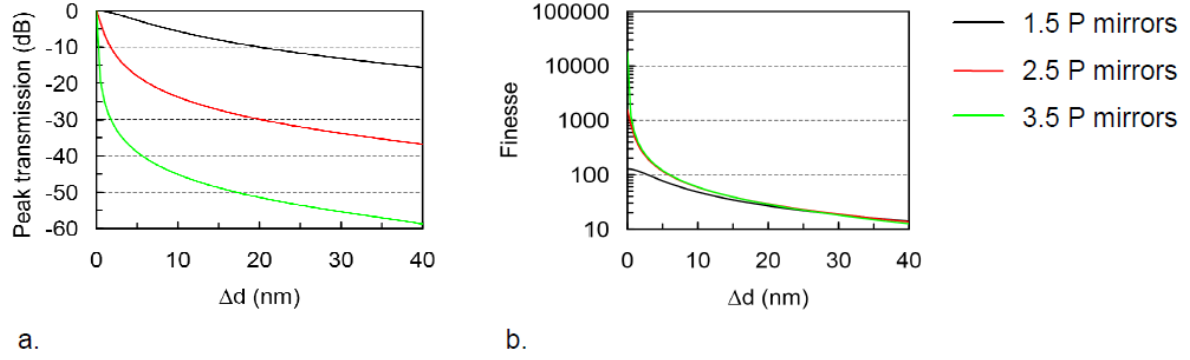 Peak transmission (dB)
0
-10
-20
-30
-40
-50
-60
0 10 20 30 40
Δd (nm)
a.
Finesse
100000
10000
1000
100
10
0 10 20 30 40
Δd (nm)
b.
1.5 P mirrors
2.5 P mirrors
3.5 P mirrors